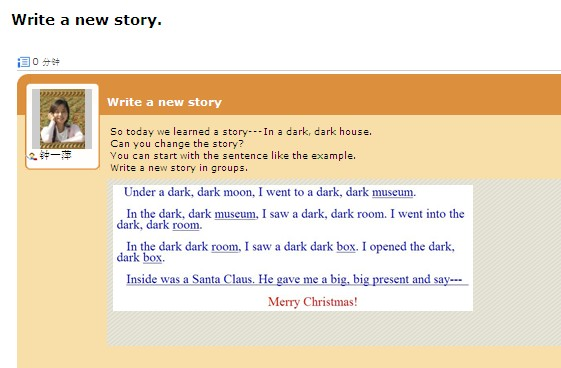 Write a new story.
0 分钟
Write a new story
钟一萍
So today we learned a story---In a dark, dark house.
Can you change the story?
You can start with the sentence like the example.
Write a new story in groups.
Under a dark, dark moon, I went to a dark, dark museum.
In the dark, dark museum, I saw a dark, dark room. I went into the
dark, dark room.
In the dark dark room, I saw a dark dark box. I opened the dark,
dark box.
Inside was a Santa Claus. He gave me a big, big present and say---
Merry Christmas!